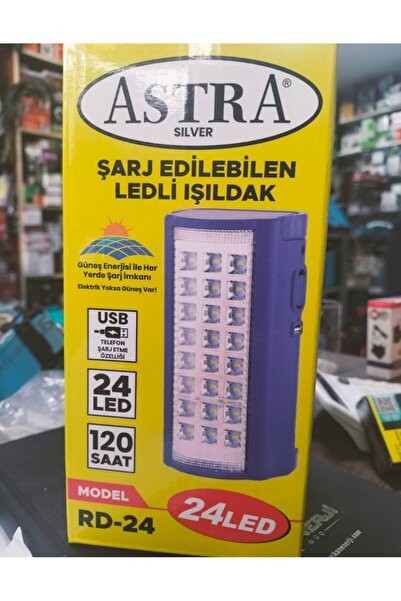 ASTRA®
SILVER
ŞARJ EDİLEBİLEN
LEDLİ IŞILDAK
Güneş Enerjisi ile Her
Yerde Şarj İmkanı
Elektrik Yoksa Güneş Var!
USB
TELEFON
ŞARJ ETME
ÖZELLİĞİ
24
LED
120
SAAT
MODEL
RD-24
24LED